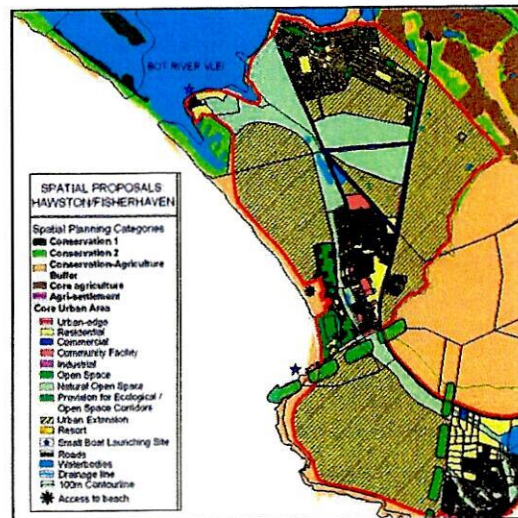 BOT RIVER VLEI
SPATIAL PROPOSALS
HAWSTON/FISHERHAVEN
Spatial Planning Categories
Conservation 1
Conservation 2
Conservation-Agriculture
Buffer
Core agriculture
Agri-settlement
Core Urban Area
Urban-edge
Residential
Commercial
Community Facility
Industrial
Open Space
Natural Open Space
Provision for Ecological /
Open Space Corridors
Urban Extension
Resort
Small Boat Launching Site
Roads
Waterbodies
Drainage line
100m Contourline
Access to beach